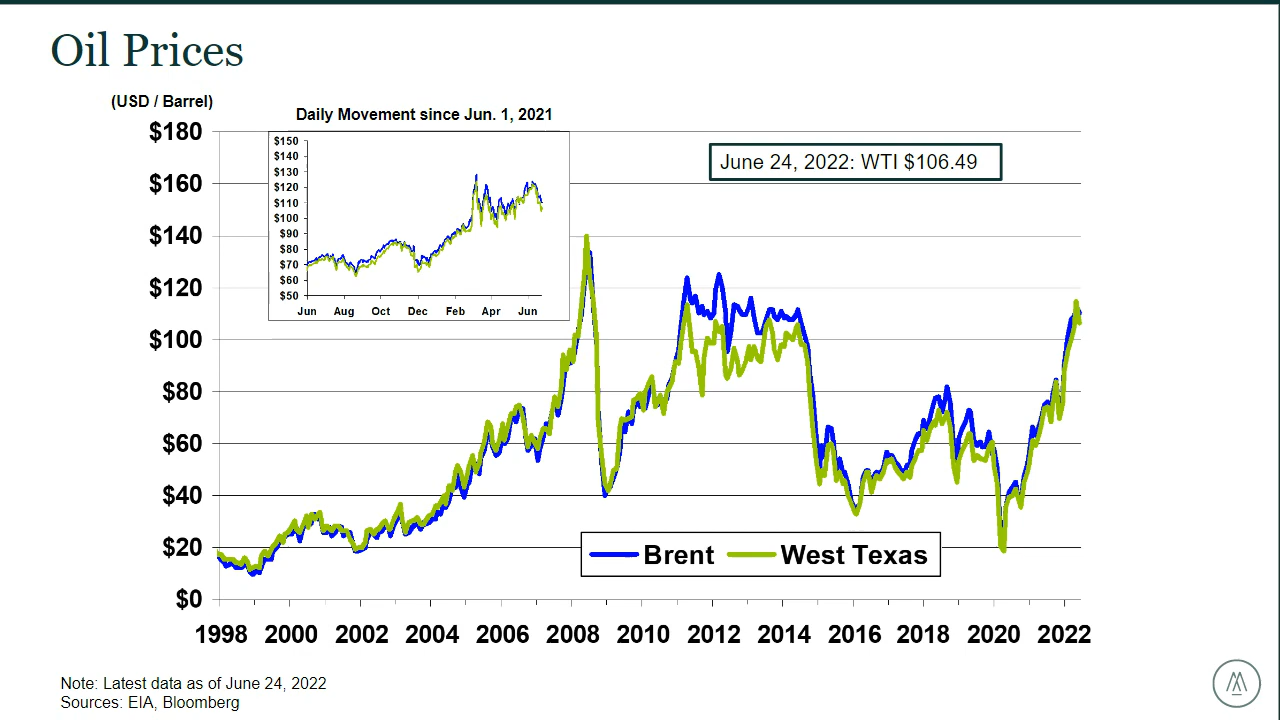 Oil Prices
(USD / Barrel)
Daily Movement since Jun. 1, 2021
$180
$160
$140
$120
$100
$80
$60
$40
$20
$0
$150
$140
$130
$120
$110
$100
$90
$80
$70
$60
$50
Jun Aug Oct Dec Feb Apr Jun
June 24, 2022: WTI $106.49
Brent West Texas
1998 2000 2002 2004 2006 2008 2010 2012 2014 2016 2018 2020 2022
Note: Latest data as of June 24, 2022
Sources: EIA, Bloomberg